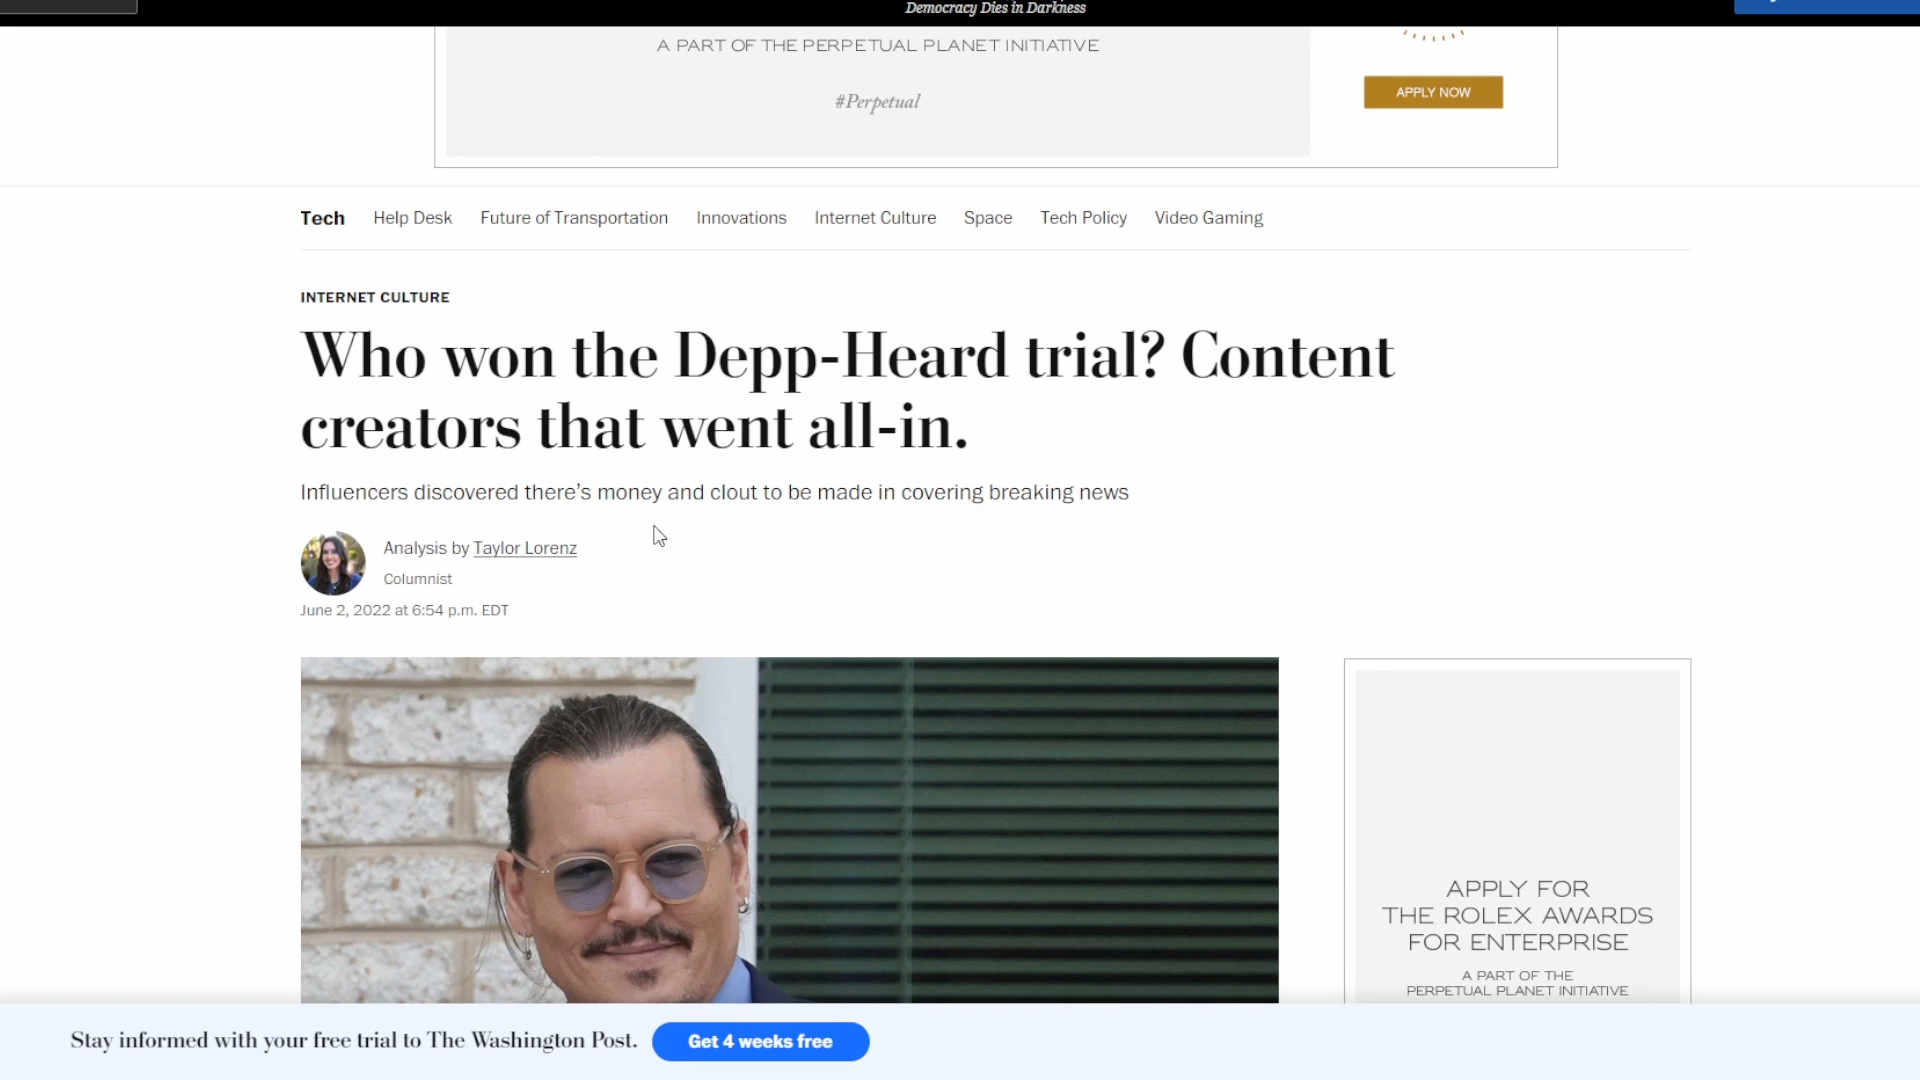 Democracy Dies in Darkness
A PART OF THE PERPETUAL PLANET INITIATIVE
#Perpetual
APPLY NOW
Tech Help Desk Future of Transportation Innovations Internet Culture Space Tech Policy Video Gaming
INTERNET CULTURE
Who won the Depp-Heard trial? Content
creators that went all-in.
Influencers discovered there’s money and clout to be made in covering breaking news
Analysis by Taylor Lorenz
Columnist
June 2, 2022 at 6:54 p.m. EDT
APPLY FOR
THE ROLEX AWARDS
FOR ENTERPRISE
A PART OF THE
PERPETUAL PLANET INITIATIVE
Stay informed with your free trial to The Washington Post.
Get 4 weeks free